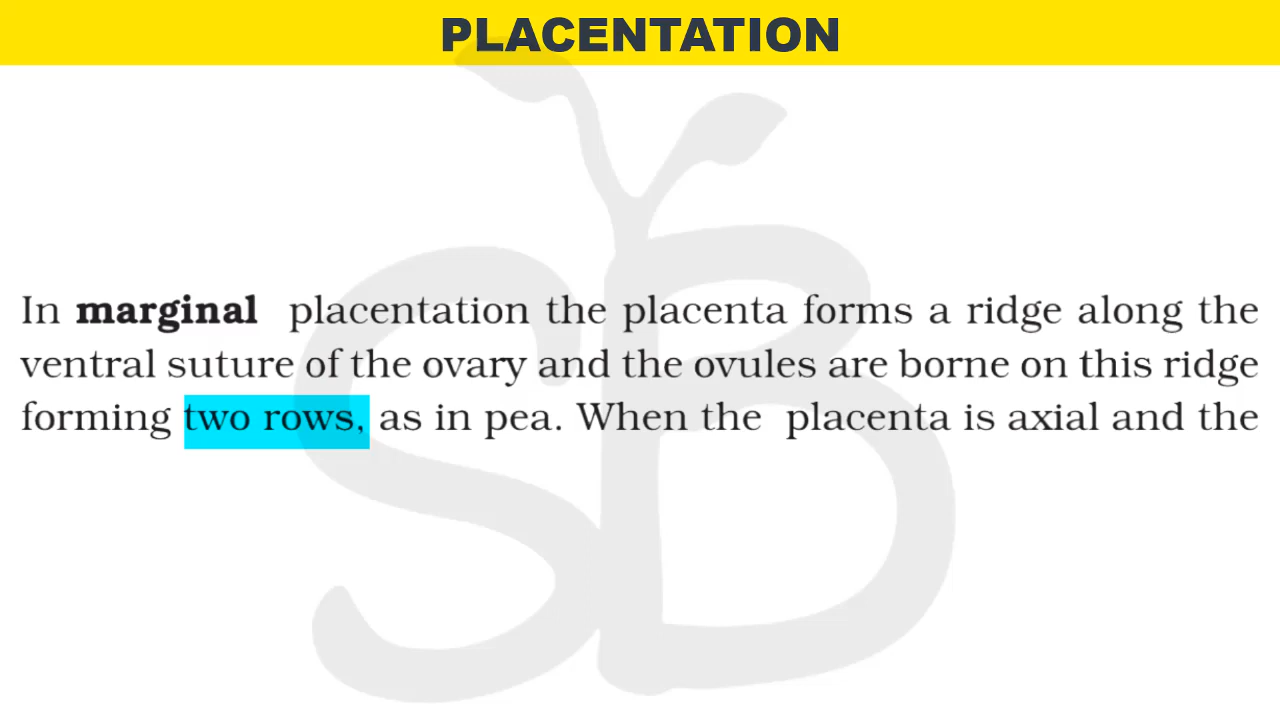 PLACENTATION
In marginal placentation the placenta forms a ridge along the
ventral suture of the ovary and the ovules are borne on this ridge
forming two rows, as in pea. When the placenta is axial and the
SB